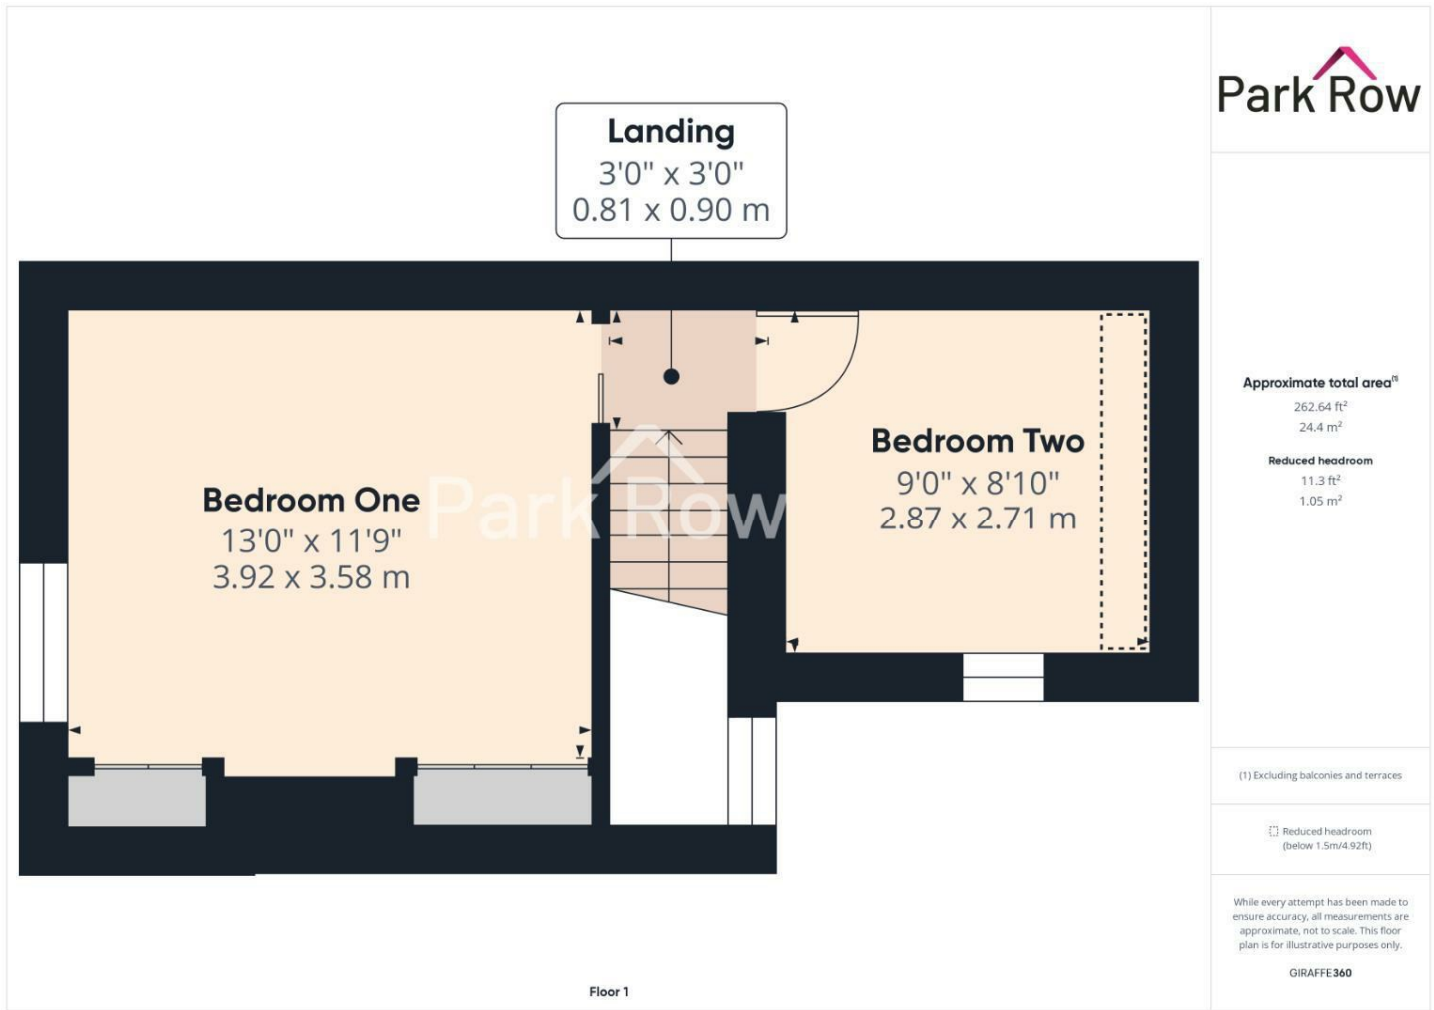 Landing
3'0" x 3'0"
0.81 x 0.90 m
Bedroom One
13'0" x 11'9"
3.92 x 3.58 m
Bedroom Two
9'0" x 8'10"
2.87 x 2.71 m
Park Row
Floor 1
Park Row
Approximate total area(1)
262.64 ft²
24.4 m²
Reduced headroom
11.3 ft²
1.05 m²
(1) Excluding balconies and terraces
Reduced headroom
(below 1.5m/4.92ft)
While every attempt has been made to
ensure accuracy, all measurements are
approximate, not to scale. This floor
plan is for illustrative purposes only.
GIRAFFE360